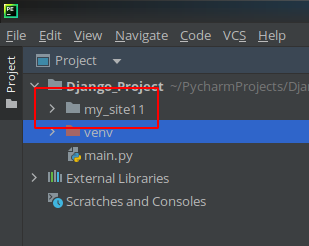 PC
File Edit View Navigate Code VCS
Project
Project
Django_Project ~/PycharmProjects/Dja
my_site11
venv
main.py
External Libraries
Scratches and Consoles